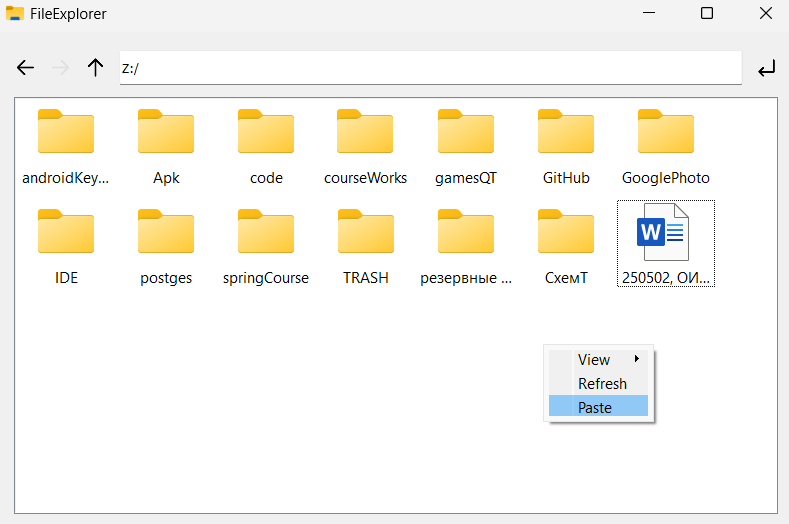 FileExplorer
Z:/
androidKey...
Apk
code
courseWorks
gamesQT
GitHub
GooglePhoto
IDE
postges
springCourse
TRASH
резервные ...
СхемТ
250502, ОИ...
View
Refresh
Paste